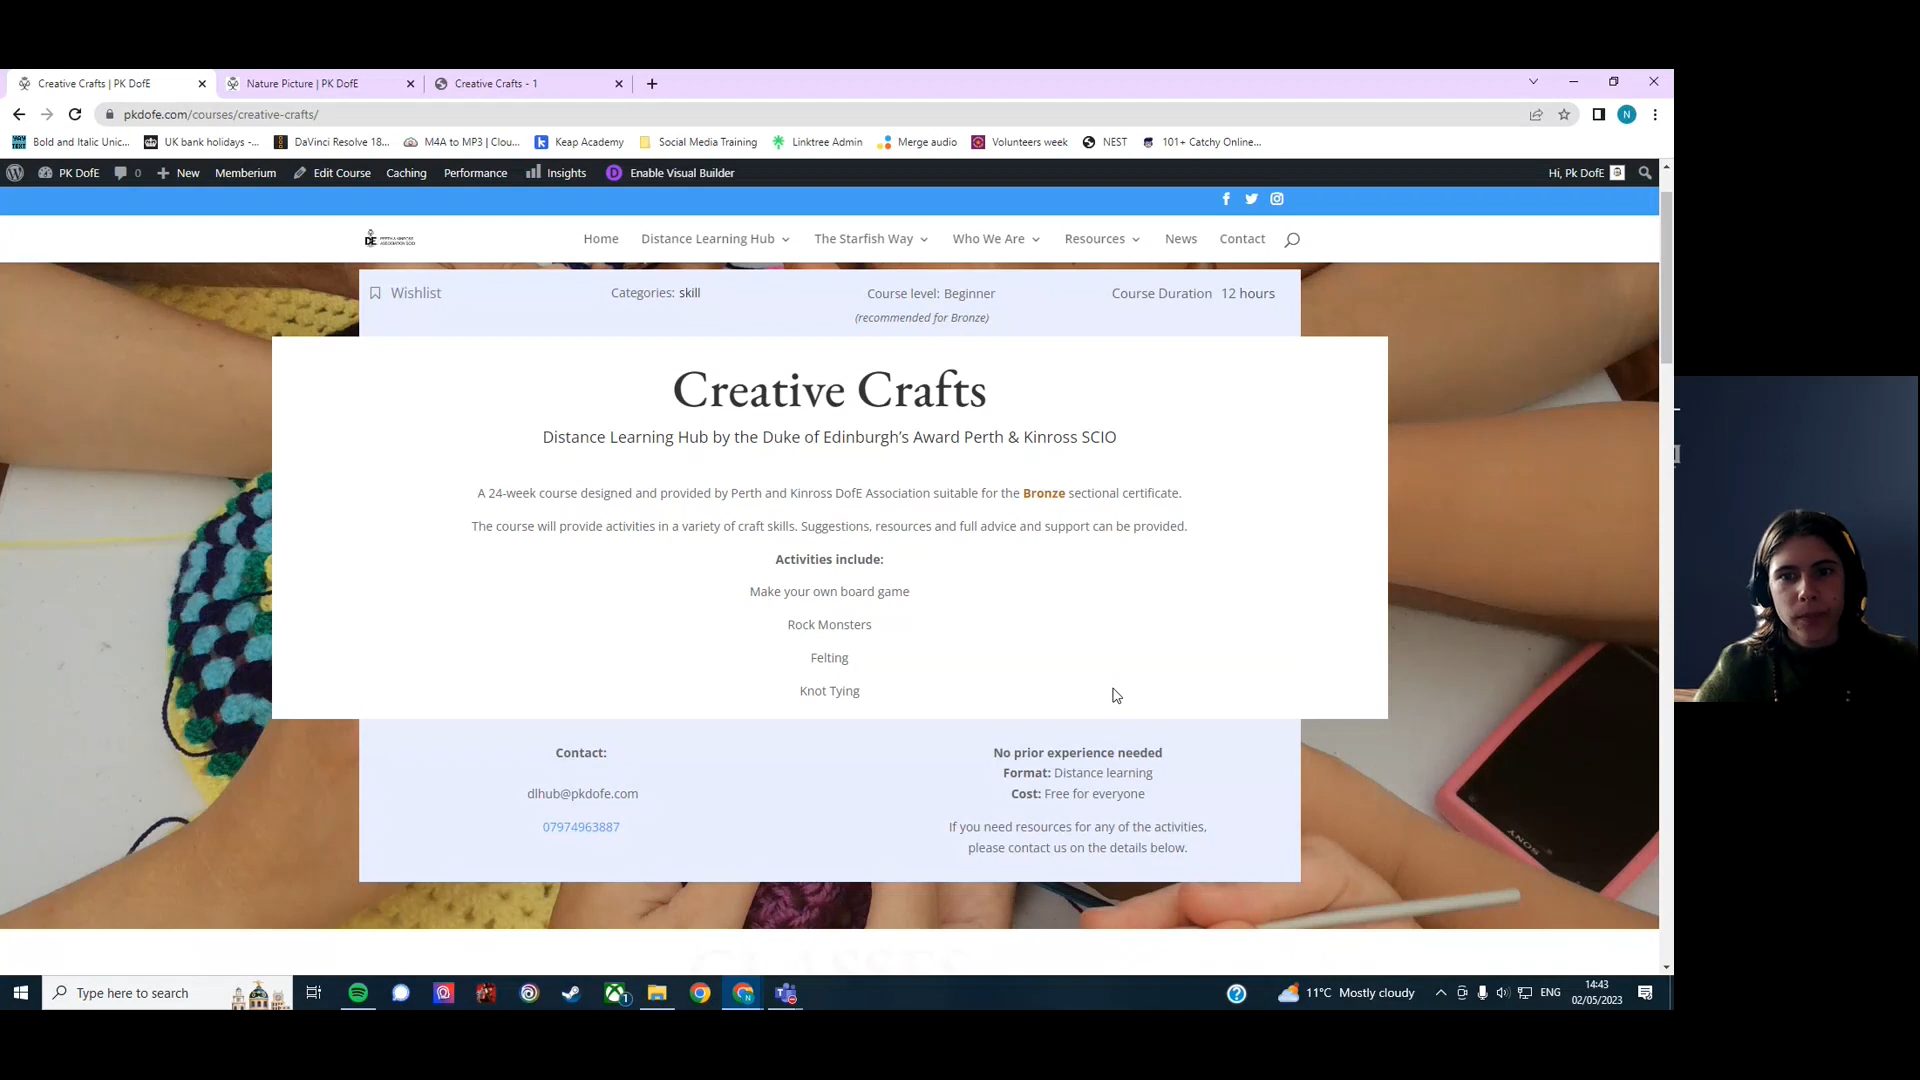 Creative Crafts | PK DofE
Nature Picture | PK DofE
Creative Crafts - 1
pkdofe.com/courses/creative-crafts/
N
Bold and Italic Unic...
UK bank holidays -...
DaVinci Resolve 18...
M4A to MP3 | Clou...
Keap Academy
Social Media Training
Linktree Admin
Merge audio
Volunteers week
NEST
101+ Catchy Online...
PK DofE
0
New
Memberium
Edit Course
Caching
Performance
Insights
D Enable Visual Builder
Hi, Pk DofE
Home
Distance Learning Hub
The Starfish Way
Who We Are
Resources
News
Contact
Wishlist
Categories: skill
Course level: Beginner
(recommended for Bronze)
Course Duration 12 hours
Creative Crafts
Distance Learning Hub by the Duke of Edinburgh's Award Perth & Kinross SCIO
A 24-week course designed and provided by Perth and Kinross DofE Association suitable for the Bronze sectional certificate.
The course will provide activities in a variety of craft skills. Suggestions, resources and full advice and support can be provided.
Activities include:
Make your own board game
Rock Monsters
Felting
Knot Tying
Contact:
dlhub@pkdofe.com
07974963887
No prior experience needed
Format: Distance learning
Cost: Free for everyone
If you need resources for any of the activities,
please contact us on the details below.
SONY
CLASSES
Type here to search
11°C Mostly cloudy
ENG
14:43
02/05/2023